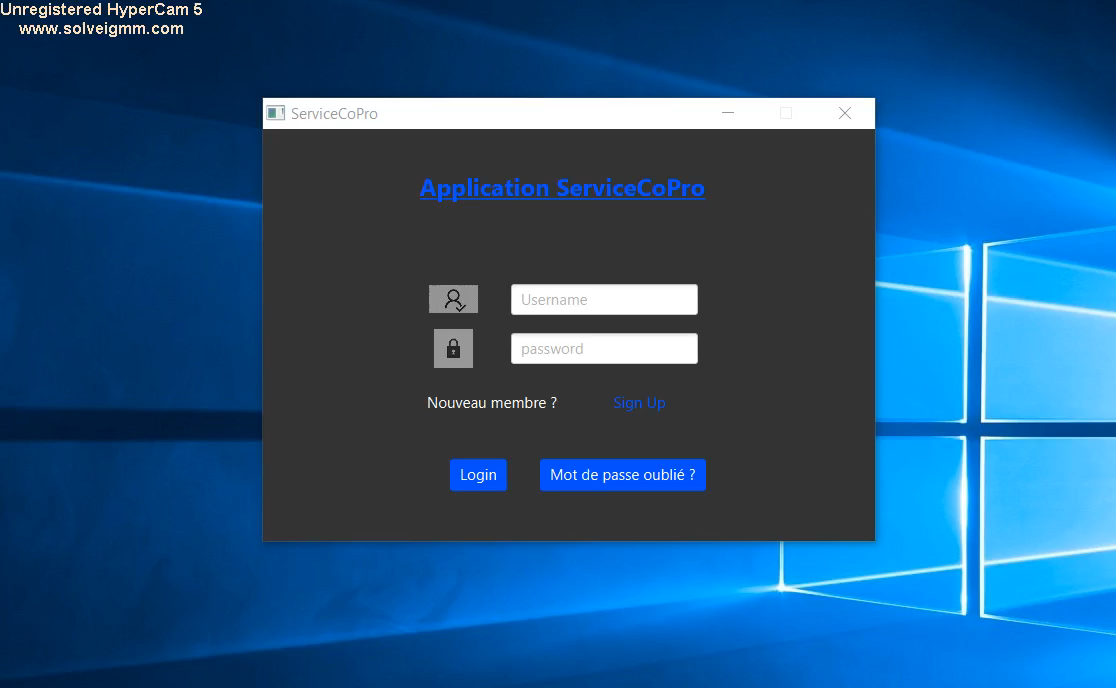 Unregistered HyperCam 5
www.solveigmm.com
ServiceCoPro
Application ServiceCoPro
Username
password
Nouveau membre ? Sign Up
Login Mot de passe oublié ?